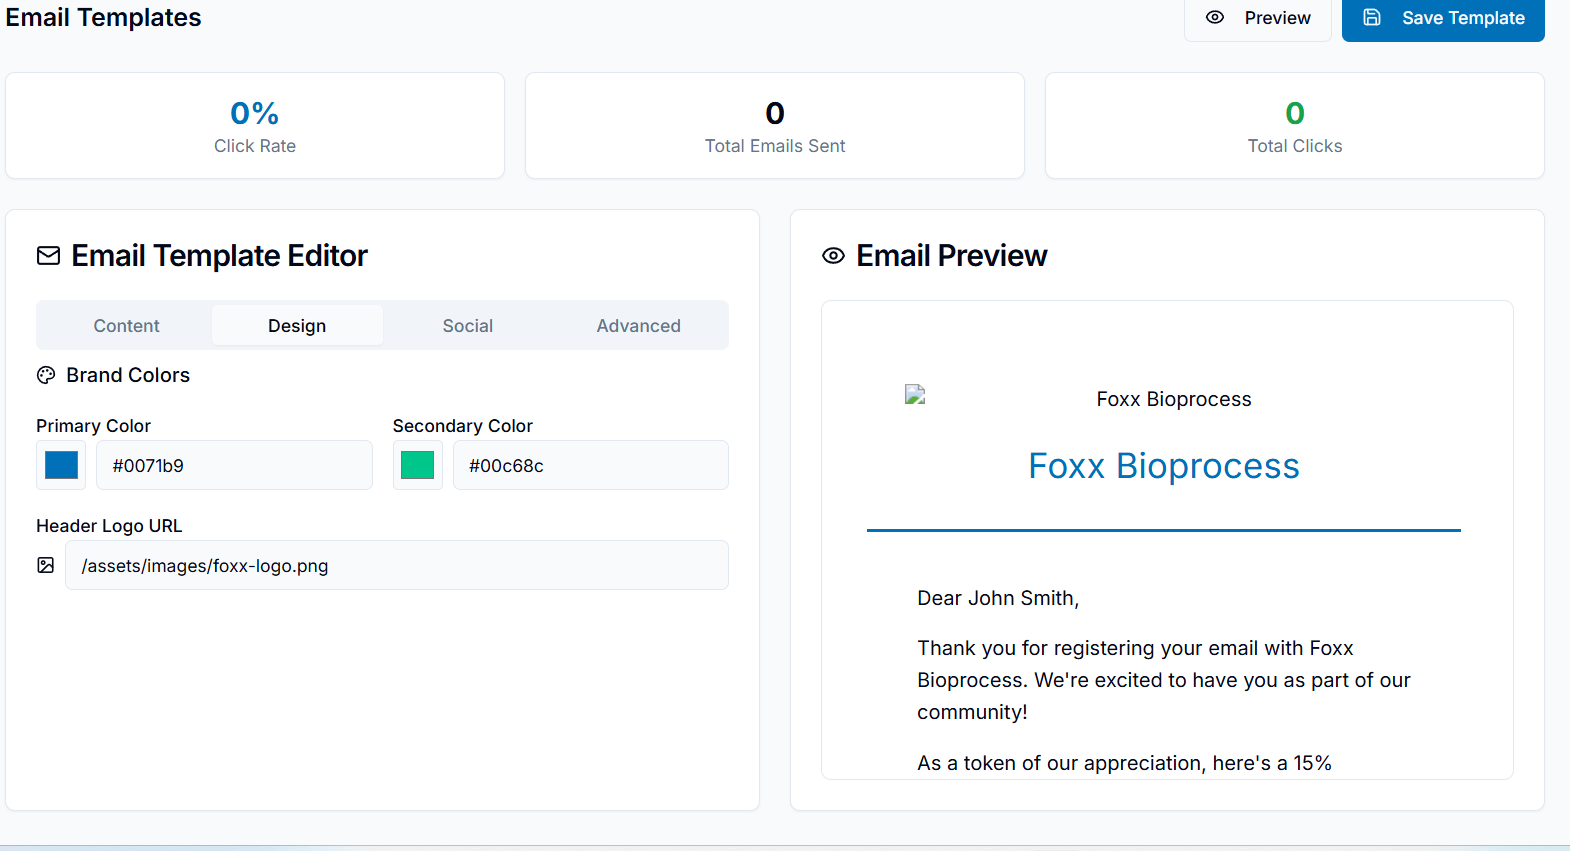 Email Templates
Preview
Save Template
0%
Click Rate
0
Total Emails Sent
0
Total Clicks
Email Template Editor
Content
Design
Social
Advanced
Brand Colors
Primary Color
Secondary Color
#0071b9
#00c68c
Header Logo URL
/assets/images/foxx-logo.png
Email Preview
Foxx Bioprocess
Foxx Bioprocess
Dear John Smith,
Thank you for registering your email with Foxx
Bioprocess. We're excited to have you as part of our
community!
As a token of our appreciation, here's a 15%